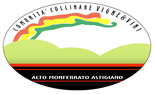 COMUNITA' COLLINARE VIGNE&VINI
ALTO MONFERRATO ASTIGIANO